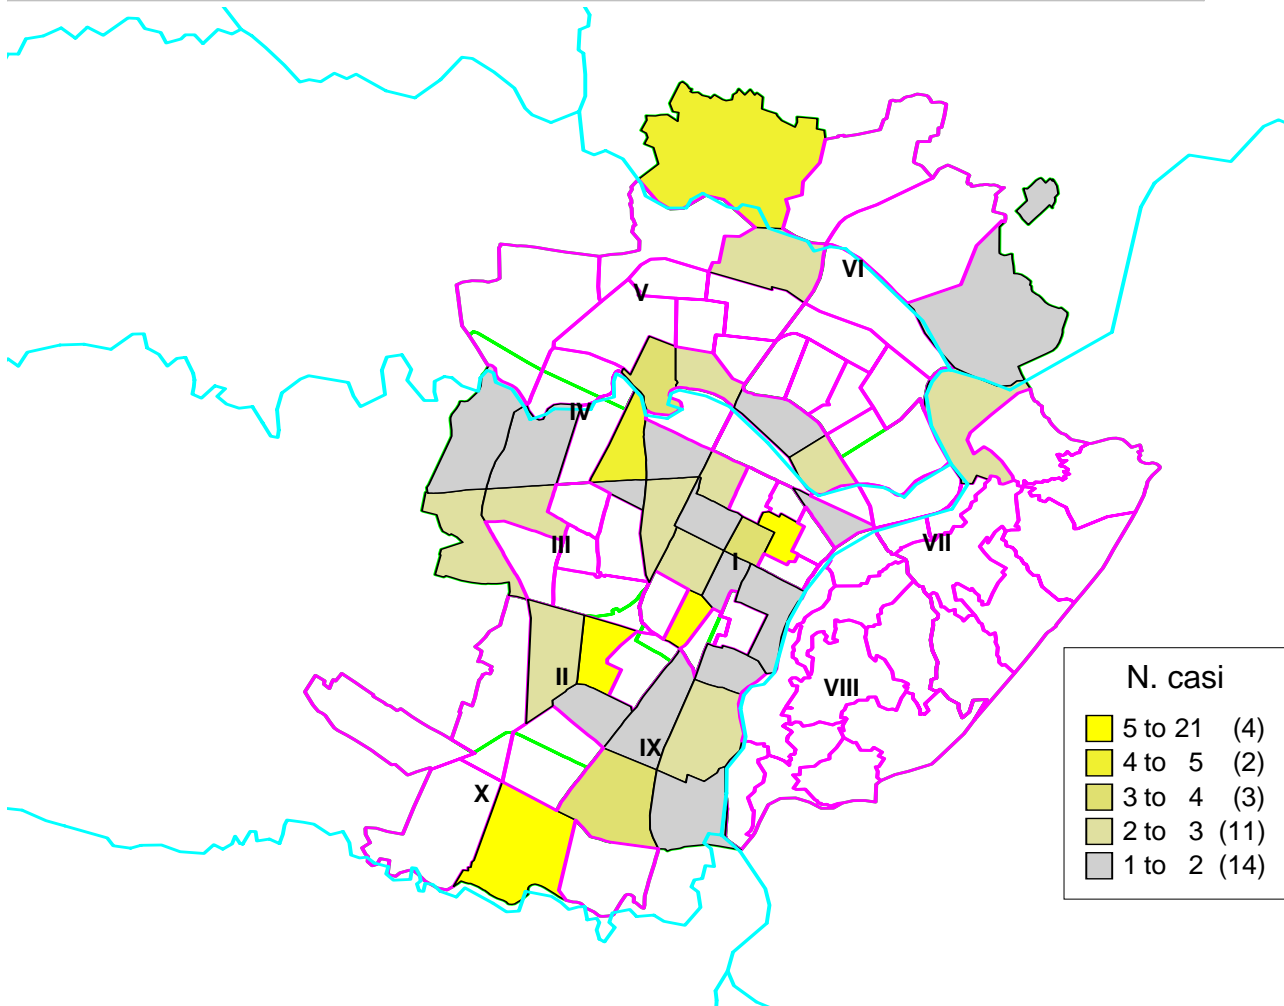 VI
V
IV
III
I
VII
II
VIII
IX
X
N. casi
5 to 21 (4)
4 to 5 (2)
3 to 4 (3)
2 to 3 (11)
1 to 2 (14)